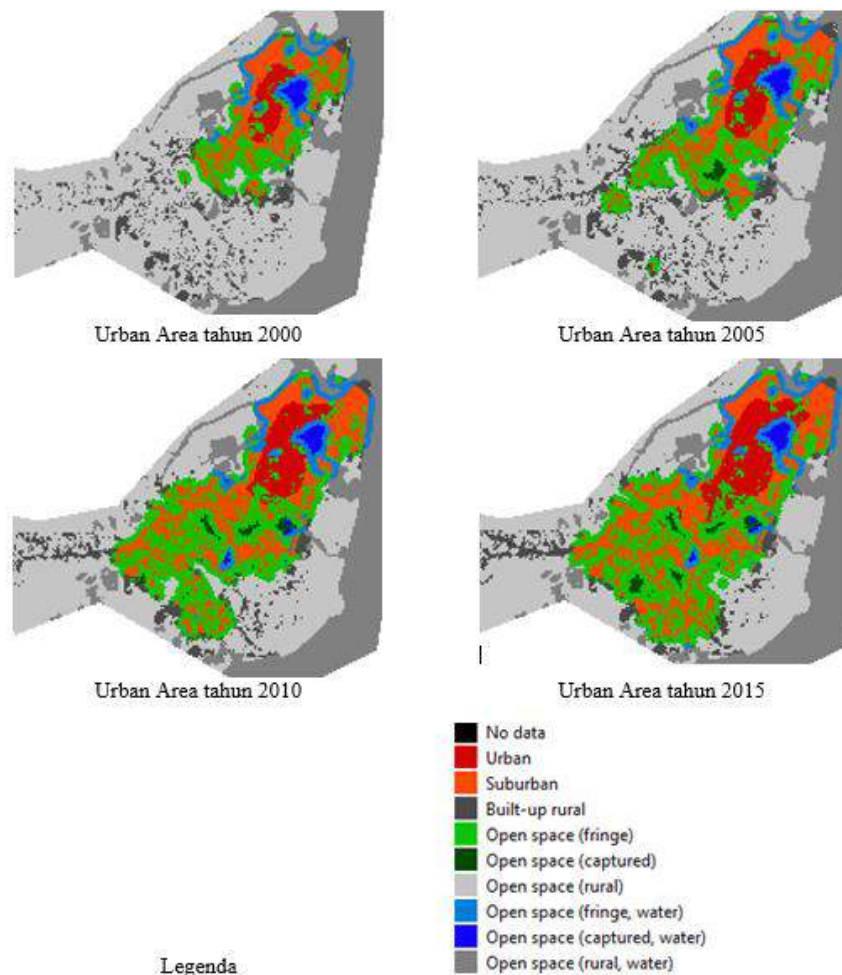 Urban Area tahun 2000
Urban Area tahun 2005
Urban Area tahun 2010
Urban Area tahun 2015
No data
Urban
Suburban
Built-up rural
Open space (fringe)
Open space (captured)
Open space (rural)
Open space (fringe, water)
Open space (captured, water)
Open space (rural, water)
Legenda